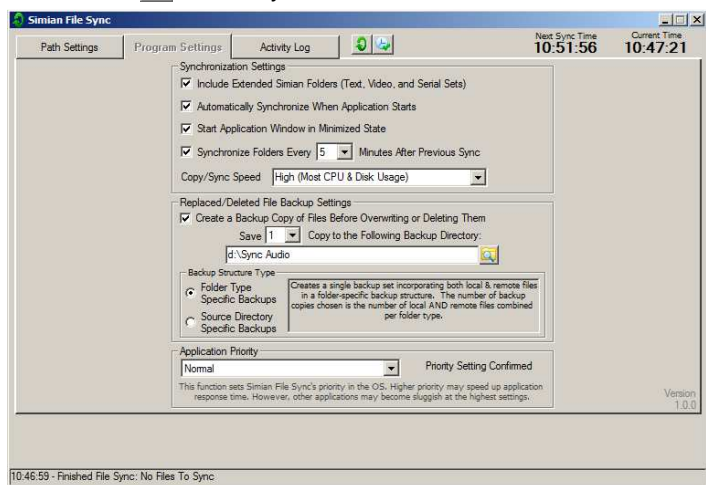 Simian File Sync
Path Settings
Program Settings
Activity Log
Next Sync Time
10:51:56
Current Time
10:47:21
Synchronization Settings
Include Extended Simian Folders (Text, Video, and Serial Sets)
Automatically Synchronize When Application Starts
Start Application Window in Minimized State
Synchronize Folders Every 5 Minutes After Previous Sync
Copy/Sync Speed High (Most CPU & Disk Usage)
Replaced/Deleted File Backup Settings
Create a Backup Copy of Files Before Overwriting or Deleting Them
Save 1 Copy to the Following Backup Directory:
d:\Sync Audio
Backup Structure Type
Folder Type
Specific Backups
Source Directory
Specific Backups
Creates a single backup set incorporating both local & remote files
in a folder-specific backup structure. The number of backup
copies chosen is the number of local AND remote files combined
per folder type.
Application Priority
Normal
Priority Setting Confirmed
This function sets Simian File Sync's priority in the OS. Higher priority may speed up application
response time. However, other applications may become sluggish at the highest settings.
Version
1.0.0
10:46:59 - Finished File Sync: No Files To Sync